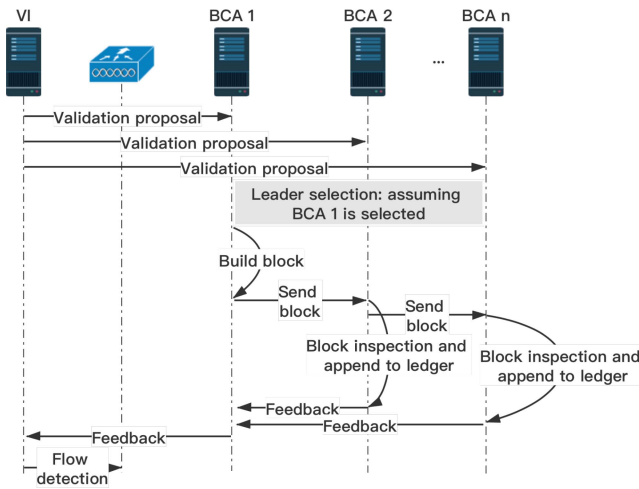 VI
BCA 1
BCA 2
...
BCA n
Validation proposal
Validation proposal
Validation proposal
Leader selection: assuming
BCA 1 is selected
Build block
Send
block
Send
block
Block inspection and
append to ledger
Block inspection and
append to ledger
Feedback
Feedback
Feedback
Flow
detection